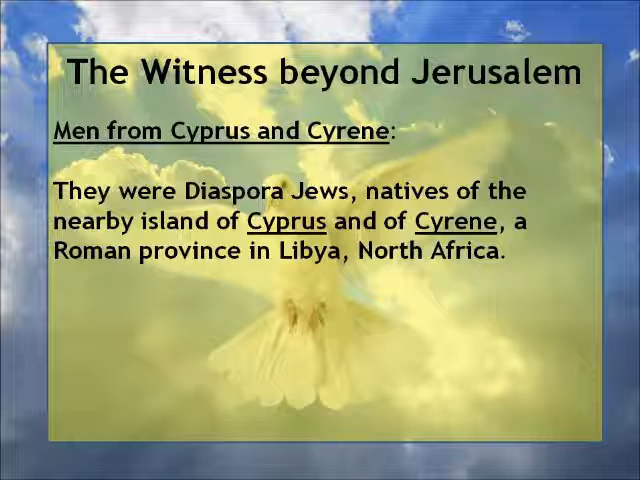 The Witness beyond Jerusalem
Men from Cyprus and Cyrene:
They were Diaspora Jews, natives of the
nearby island of Cyprus and of Cyrene, a
Roman province in Libya, North Africa.